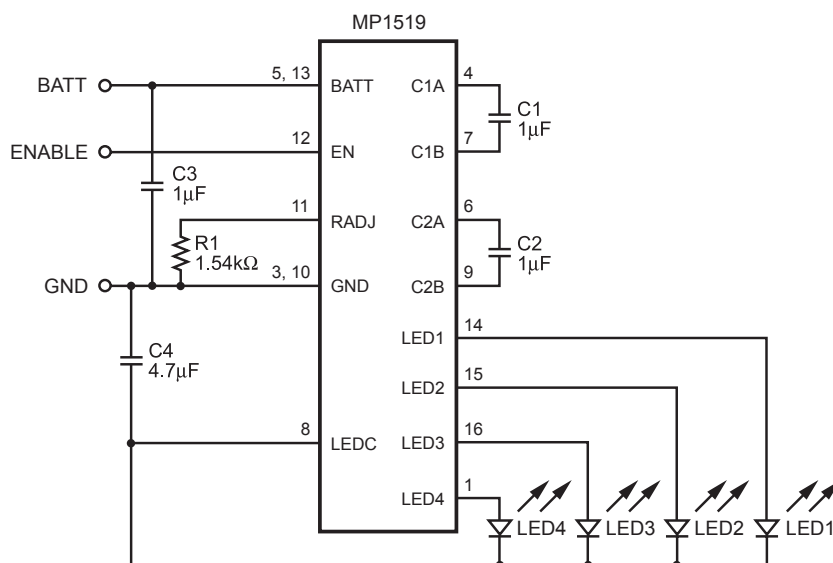 MP1519
BATT
5, 13
BATT
C1A
4
C1
1μF
ENABLE
12
EN
C1B
7
C3
1μF
11
RADJ
C2A
6
R1
1.54kΩ
C2
1μF
GND
3, 10
GND
C2B
9
LED1
14
C4
4.7μF
LED2
15
8
LEDC
LED3
16
LED4
1
LED4
LED3
LED2
LED1